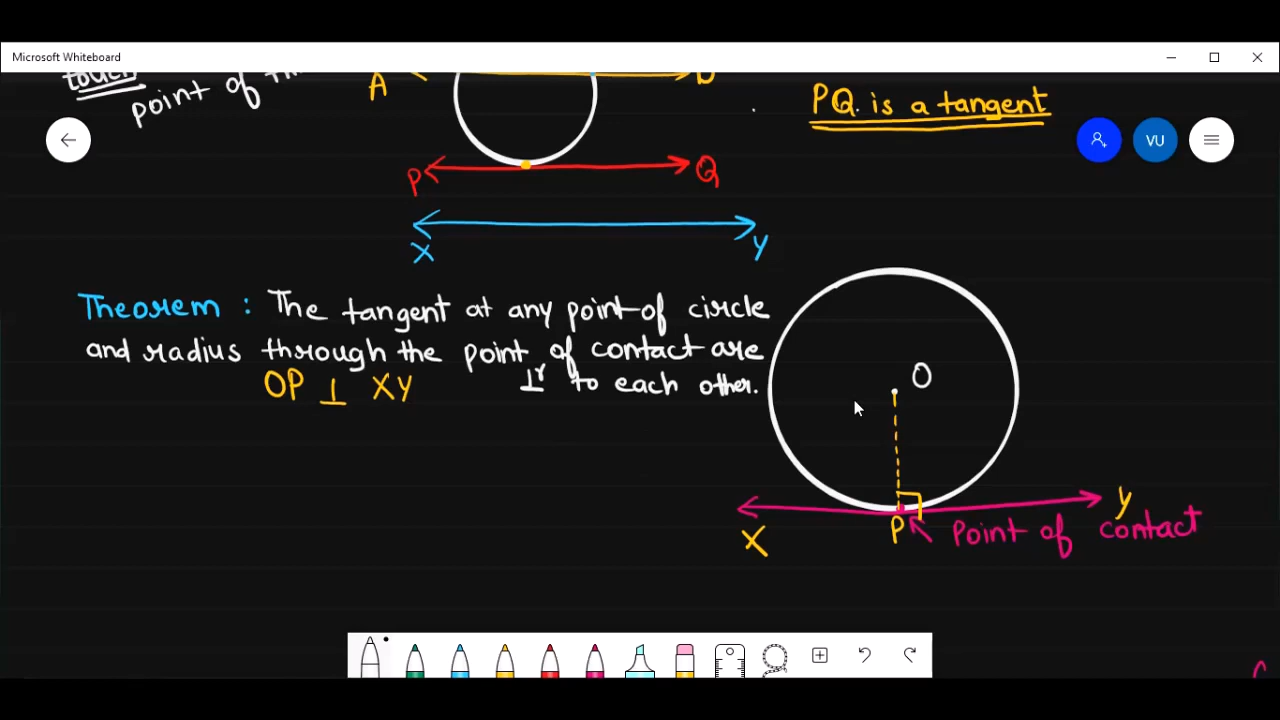 Microsoft Whiteboard
touch
point of
A
PQ is a tangent
VU
P
Q
X
Y
Theorem : The tangent at any point of circle
and radius through the point of contact are
⊥r to each other.
OP ⊥ XY
O
X
P
Y
Point of contact